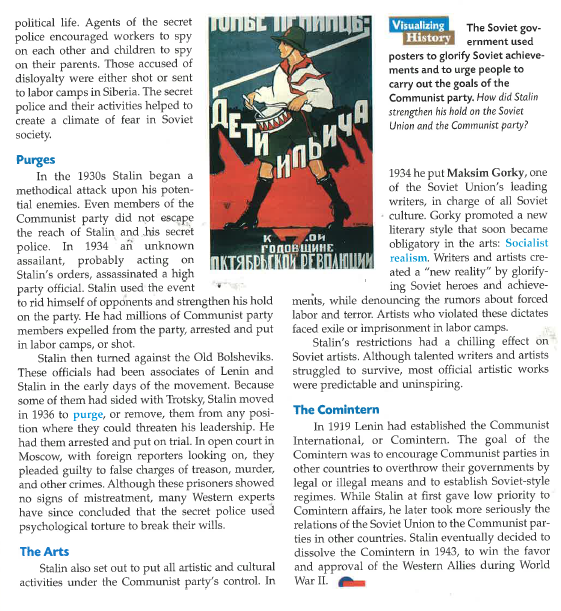 political life. Agents of the secret
police encouraged workers to spy
on each other and children to spy
on their parents. Those accused of
disloyalty were either shot or sent
to labor camps in Siberia. The secret
police and their activities helped to
create a climate of fear in Soviet
society.
Purges
In the 1930s Stalin began a
methodical attack upon his poten-
tial enemies. Even members of the
Communist party did not escape
the reach of Stalin and his secret
police. In 1934 an unknown
assailant, probably acting on
Stalin's orders, assassinated a high
party official. Stalin used the event
to rid himself of opponents and strengthen his hold
on the party. He had millions of Communist party
members expelled from the party, arrested and put
in labor camps, or shot.
Stalin then turned against the Old Bolsheviks.
These officials had been associates of Lenin and
Stalin in the early days of the movement. Because
some of them had sided with Trotsky, Stalin moved
in 1936 to purge, or remove, them from any posi-
tion where they could threaten his leadership. He
had them arrested and put on trial. In open court in
Moscow, with foreign reporters looking on, they
pleaded guilty to false charges of treason, murder,
and other crimes. Although these prisoners showed
no signs of mistreatment, many Western experts
have since concluded that the secret police used
psychological torture to break their wills.
The Arts
Stalin also set out to put all artistic and cultural
activities under the Communist party's control. In
ДЕТИ
ИЛЬИЧА
К
ОЙ
ГОДОВЩИНЕ
ОКТЯБРЬСКОЙ РЕВОЛЮЦИИ
Visualizing
History
The Soviet gov-
ernment used
posters to glorify Soviet achieve-
ments and to urge people to
carry out the goals of the
Communist party. How did Stalin
strengthen his hold on the Soviet
Union and the Communist party?
1934 he put Maksim Gorky, one
of the Soviet Union's leading
writers, in charge of all Soviet
culture. Gorky promoted a new
literary style that soon became
obligatory in the arts: Socialist
realism. Writers and artists cre-
ated a "new reality" by glorify-
ing Soviet heroes and achieve-
ments, while denouncing the rumors about forced
labor and terror. Artists who violated these dictates
faced exile or imprisonment in labor camps.
Stalin's restrictions had a chilling effect on
Soviet artists. Although talented writers and artists
struggled to survive, most official artistic works
were predictable and uninspiring.
The Comintern
In 1919 Lenin had established the Communist
International, or Comintern. The goal of the
Comintern was to encourage Communist parties in
other countries to overthrow their governments by
legal or illegal means and to establish Soviet-style
regimes. While Stalin at first gave low priority to
Comintern affairs, he later took more seriously the
relations of the Soviet Union to the Communist par-
ties in other countries. Stalin eventually decided to
dissolve the Comintern in 1943, to win the favor
and approval of the Western Allies during World
War II.